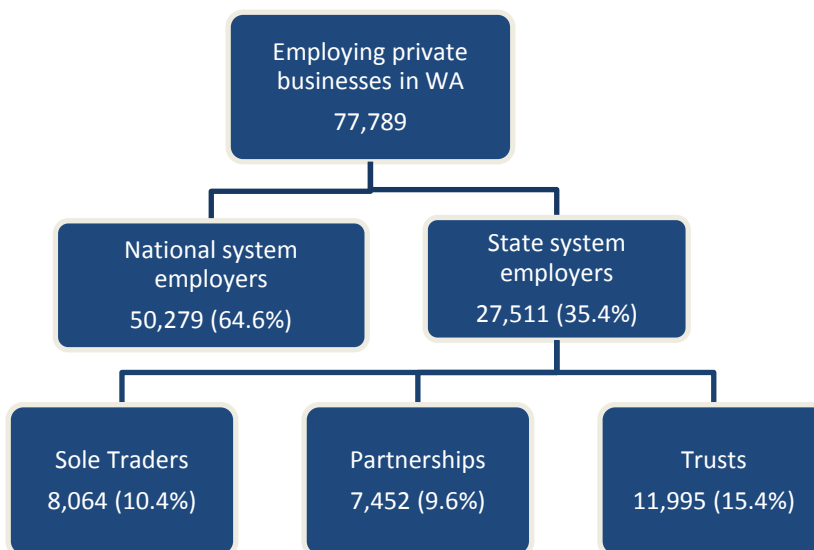 Employing private
businesses in WA
77,789
National system
employers
50,279 (64.6%)
State system
employers
27,511 (35.4%)
Sole Traders
8,064 (10.4%)
Partnerships
7,452 (9.6%)
Trusts
11,995 (15.4%)